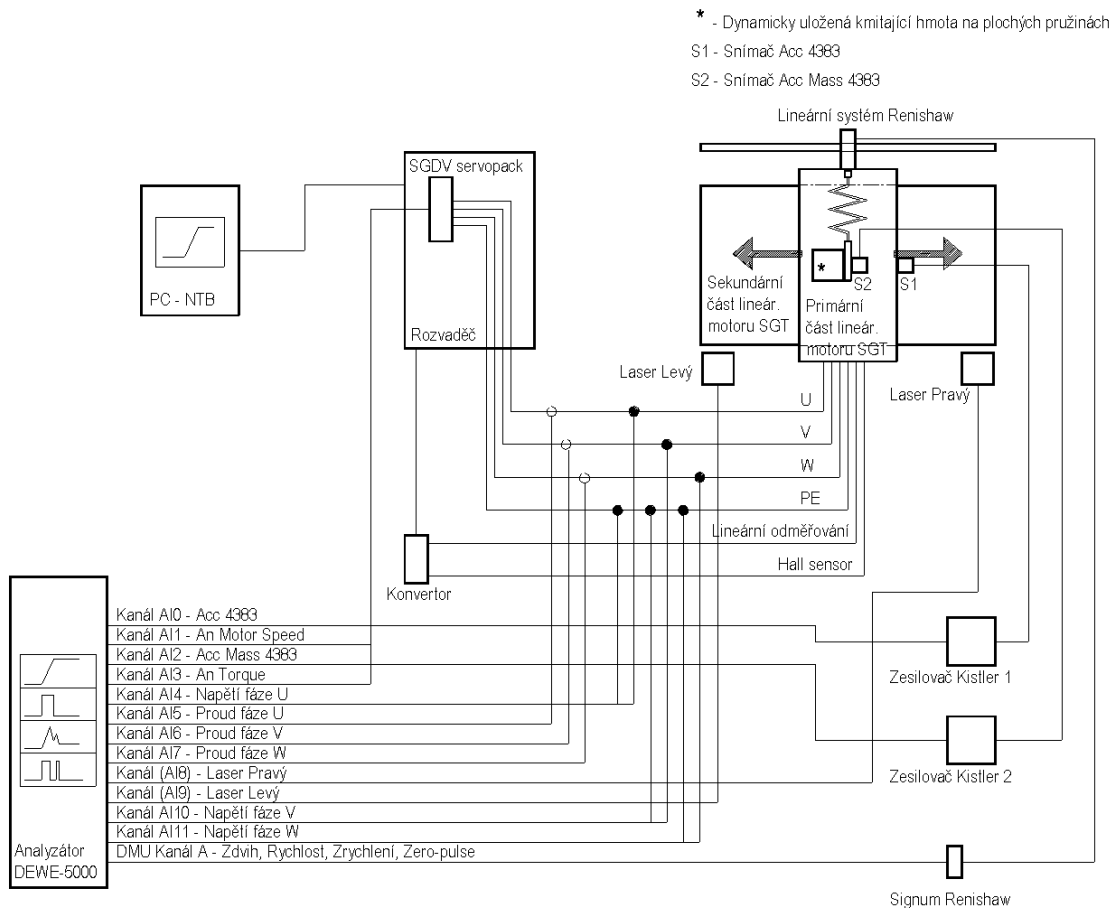 * - Dynamicky uložená kmitající hmota na plochých pružinách
S1 - Snímač Acc 4383
S2 - Snímač Acc Mass 4383
Lineární systém Renishaw
SGDV servopack
PC - NTB
Rozvaděč
*
S2
S1
Sekundární
část lineár.
motoru SGT
Primární
část lineár.
motoru SGT
Laser Levý
Laser Pravý
U
V
W
PE
Lineární odměřování
Hall sensor
Konvertor
Kanál AI0 - Acc 4383
Kanál AI1 - An Motor Speed
Kanál AI2 - Acc Mass 4383
Kanál AI3 - An Torque
Kanál AI4 - Napětí fáze U
Kanál AI5 - Proud fáze U
Kanál AI6 - Proud fáze V
Kanál AI7 - Proud fáze W
Kanál (AI8) - Laser Pravý
Kanál (AI9) - Laser Levý
Kanál AI10 - Napětí fáze V
Kanál AI11 - Napětí fáze W
DMU Kanál A - Zdvih, Rychlost, Zrychlení, Zero-pulse
Analyzátor
DEWE-5000
Zesilovač Kistler 1
Zesilovač Kistler 2
Signum Renishaw